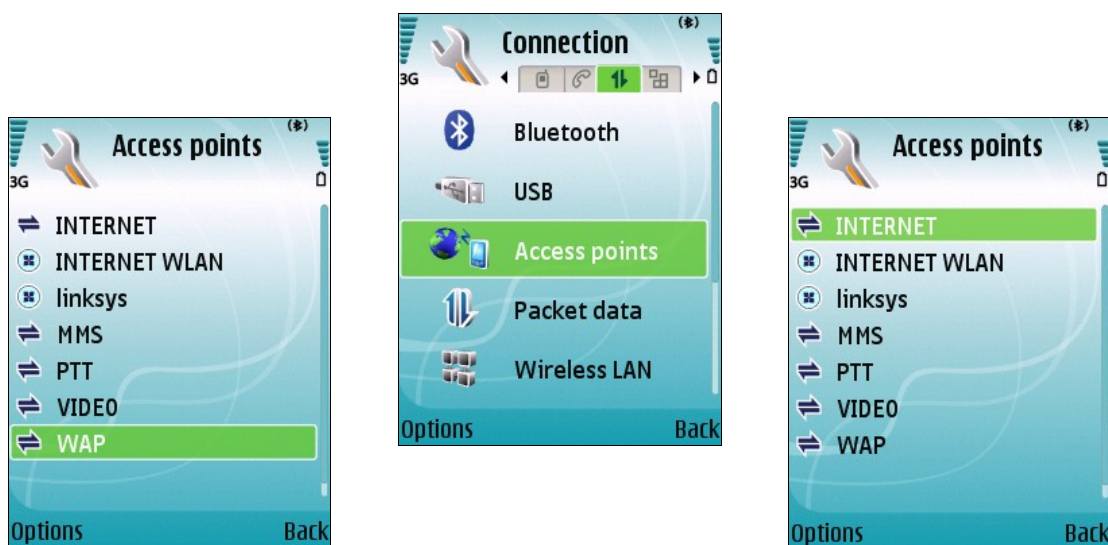 Access points
3G
INTERNET
INTERNET WLAN
linksys
MMS
PTT
VIDEO
WAP
Options
Back
Connection
3G
Bluetooth
USB
Access points
Packet data
Wireless LAN
Options
Back
Access points
3G
INTERNET
INTERNET WLAN
linksys
MMS
PTT
VIDEO
WAP
Options
Back